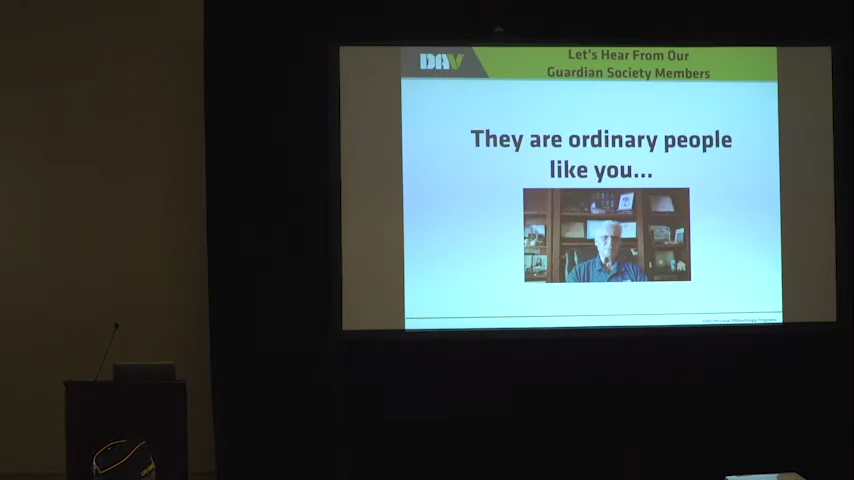 DAV
Let's Hear From Our
Guardian Society Members
They are ordinary people
like you...